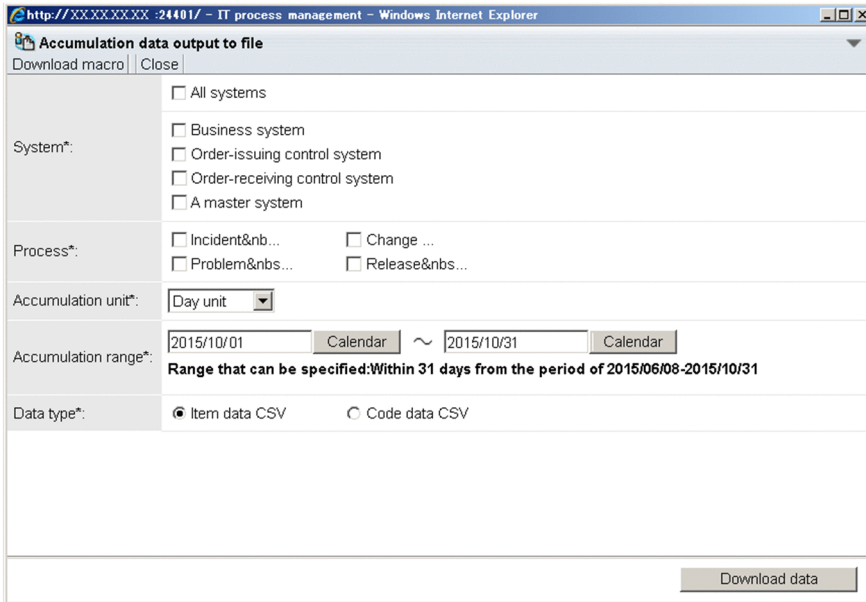 http://XX.XX.XX.XX :24401/ - IT process management - Windows Internet Explorer
Accumulation data output to file
Download macro Close
System*:
All systems
Business system
Order-issuing control system
Order-receiving control system
A master system
Process*:
Incident&nb... Change ...
Problem&nbs... Release&nbs...
Accumulation unit*: Day unit
Accumulation range*:
2015/10/01 Calendar ～ 2015/10/31 Calendar
Range that can be specified:Within 31 days from the period of 2015/06/08-2015/10/31
Data type*: Item data CSV Code data CSV
Download data